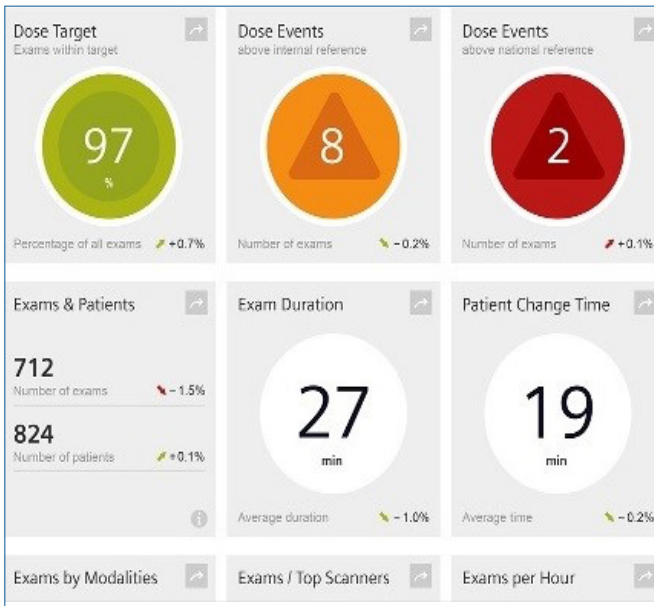 Dose Target
Exams within target
97
%
Percentage of all exams +0.7%
Dose Events
above internal reference
8
Number of exams -0.2%
Dose Events
above national reference
2
Number of exams +0.1%
Exams & Patients
712
Number of exams -1.5%
824
Number of patients +0.1%
Exam Duration
27
min
Average duration -1.0%
Patient Change Time
19
min
Average time -0.2%
Exams by Modalities
Exams / Top Scanners
Exams per Hour